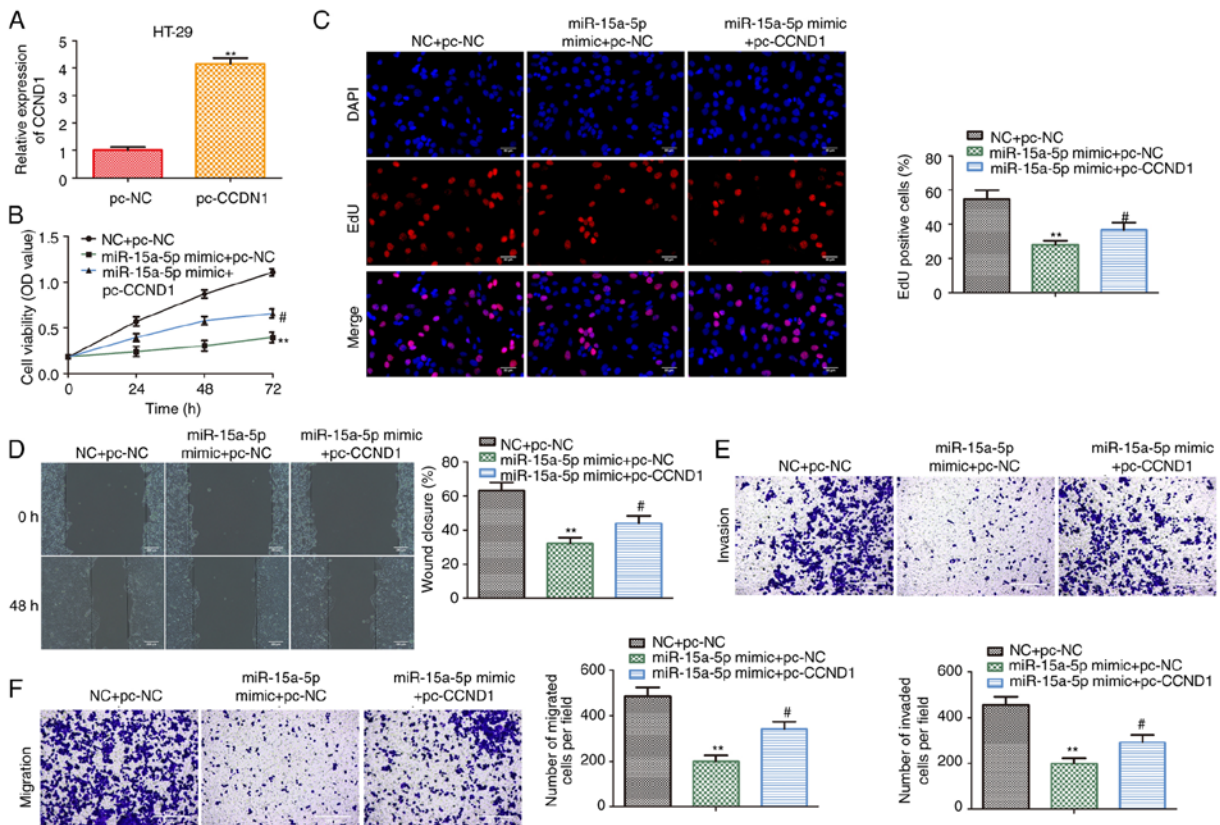 A
HT-29
Relative expression
of CCND1
5
4
3
2
1
0
**
pc-NC
pc-CCDN1
B
Cell viability (OD value)
1.5
1.0
0.5
0.0
NC+pc-NC
miR-15a-5p mimic+pc-NC
miR-15a-5p mimic+
pc-CCND1
#
**
0
24
48
72
Time (h)
C
NC+pc-NC
miR-15a-5p
mimic+pc-NC
miR-15a-5p mimic
+pc-CCND1
DAPI
EdU
Merge
NC+pc-NC
miR-15a-5p mimic+pc-NC
miR-15a-5p mimic+pc-CCND1
EdU positive cells (%)
80
60
40
20
0
**
#
D
NC+pc-NC
miR-15a-5p
mimic+pc-NC
miR-15a-5p mimic
+pc-CCND1
0 h
48 h
NC+pc-NC
miR-15a-5p mimic+pc-NC
miR-15a-5p mimic+pc-CCND1
Wound closure (%)
80
60
40
20
0
**
#
E
NC+pc-NC
miR-15a-5p
mimic+pc-NC
miR-15a-5p mimic
+pc-CCND1
Invasion
F
NC+pc-NC
miR-15a-5p
mimic+pc-NC
miR-15a-5p mimic
+pc-CCND1
Migration
NC+pc-NC
miR-15a-5p mimic+pc-NC
miR-15a-5p mimic+pc-CCND1
Number of migrated
cells per field
600
400
200
0
**
#
NC+pc-NC
miR-15a-5p mimic+pc-NC
miR-15a-5p mimic+pc-CCND1
Number of invaded
cells per field
600
400
200
0
**
#